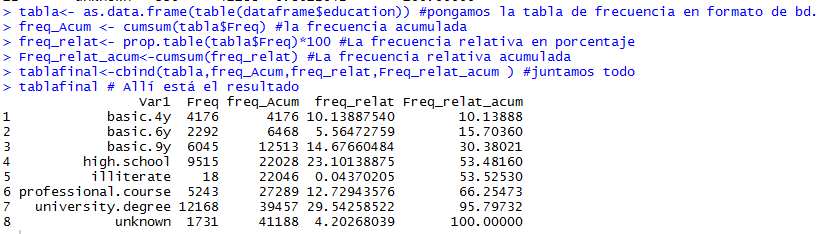 > tabla<- as.data.frame(table(dataframe$education)) #pongamos la tabla de frecuencia en formato de bd.
> freq_Acum <- cumsum(tabla$Freq) #la frecuencia acumulada
> freq_relat<- prop.table(tabla$Freq)*100 #La frecuencia relativa en porcentaje
> Freq_relat_acum<-cumsum(freq_relat) #La frecuencia relativa acumulada
> tablafinal<-cbind(tabla,freq_Acum,freq_relat,Freq_relat_acum ) #juntamos todo
> tablafinal # Allí está el resultado
Var1 Freq freq_Acum freq_relat Freq_relat_acum
1 basic.4y 4176 4176 10.13887540 10.13888
2 basic.6y 2292 6468 5.56472759 15.70360
3 basic.9y 6045 12513 14.67660484 30.38021
4 high.school 9515 22028 23.10138875 53.48160
5 illiterate 18 22046 0.04370205 53.52530
6 professional.course 5243 27289 12.72943576 66.25473
7 university.degree 12168 39457 29.54258522 95.79732
8 unknown 1731 41188 4.20268039 100.00000